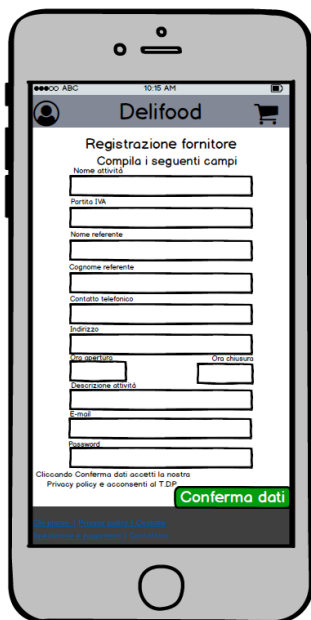 ABC 10:15 AM
Delifood
Registrazione fornitore
Compila i seguenti campi
Nome attività
Partita IVA
Nome referente
Cognome referente
Contatto telefonico
Indirizzo
Ora apertura Ora chiusura
Descrizione attività
E-mail
Password
Cliccando Conferma dati accetti la nostra
Privacy policy e acconsenti al T.D.P
Conferma dati